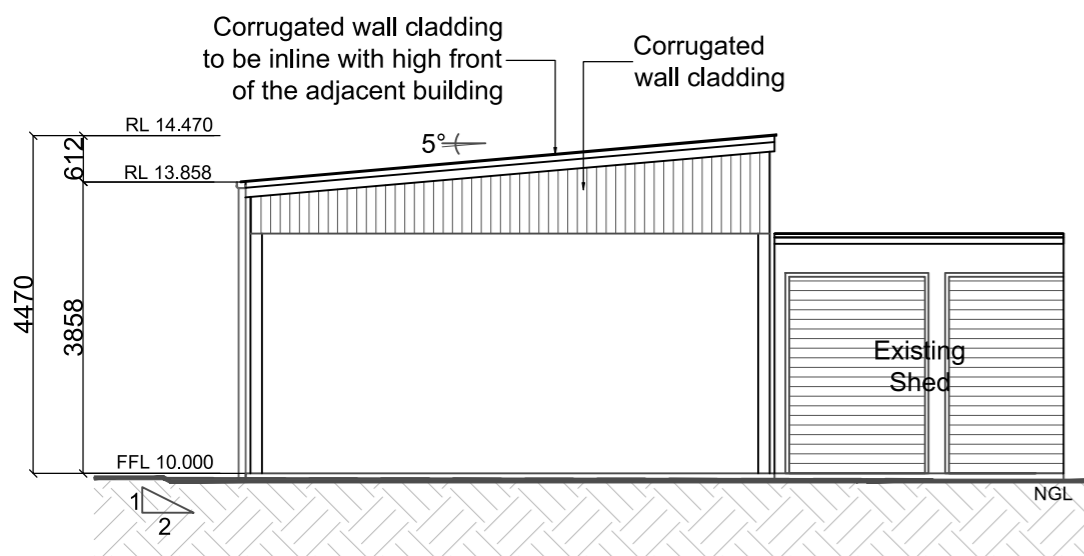 Corrugated wall cladding
to be inline with high front
of the adjacent building
Corrugated
wall cladding
RL 14.470
5°
612
RL 13.858
4470
3858
Existing
Shed
FFL 10.000
NGL
1
2